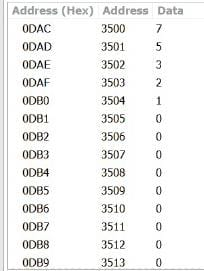 Address (Hex) Address Data
0DAC 3500 7
0DAD 3501 5
0DAE 3502 3
0DAF 3503 2
0DB0 3504 1
0DB1 3505 0
0DB2 3506 0
0DB3 3507 0
0DB4 3508 0
0DB5 3509 0
0DB6 3510 0
0DB7 3511 0
0DB8 3512 0
0DB9 3513 0